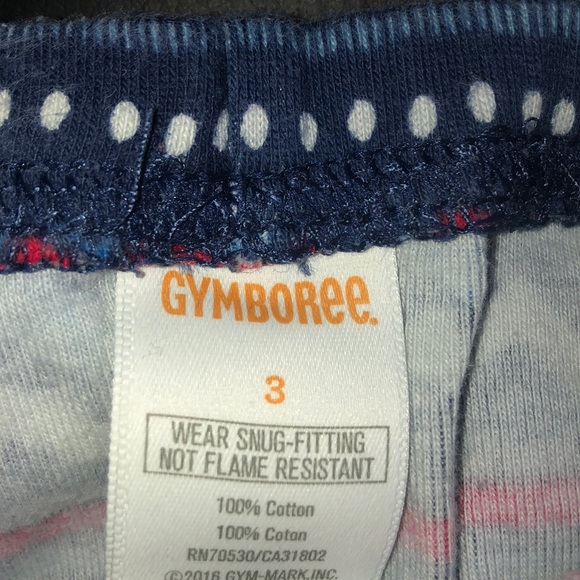 GYMBOREE.
3
WEAR SNUG-FITTING
NOT FLAME RESISTANT
100% Cotton
100% Coton
RN70530/CA31802
©2016 GYM-MARK, INC.